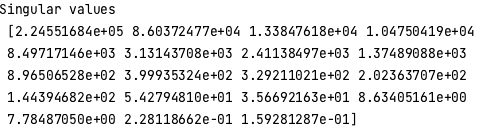 Singular values
[2.24551684e+05 8.60372477e+04 1.33847618e+04 1.04750419e+04
8.49717146e+03 3.13143708e+03 2.41138497e+03 1.37489088e+03
8.96506528e+02 3.99935324e+02 3.29211021e+02 2.02363707e+02
1.44394682e+02 5.42794810e+01 3.56692163e+01 8.63405161e+00
7.78487050e+00 2.28118662e-01 1.59281287e-01]